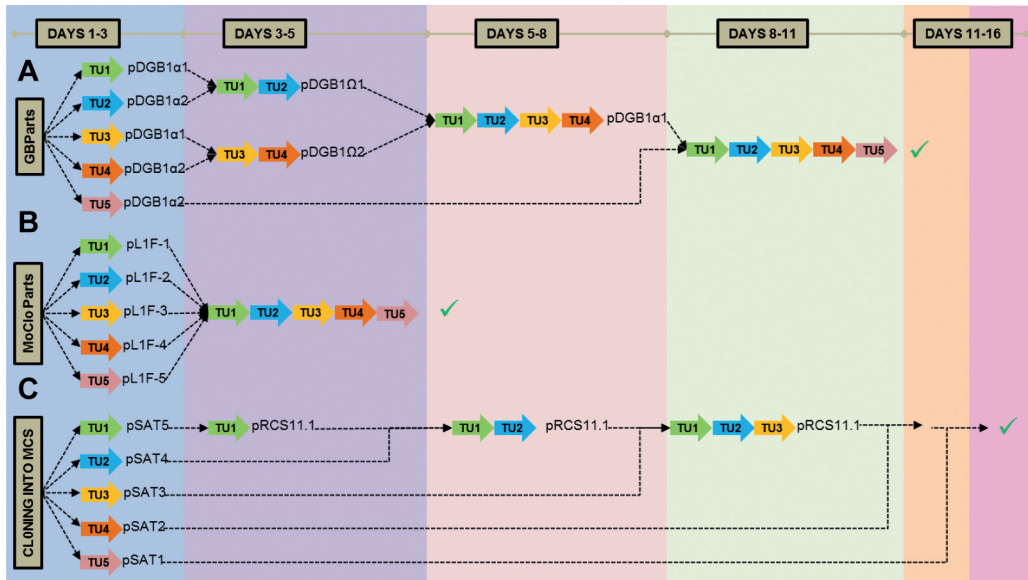 DAYS 1-3 DAYS 3-5 DAYS 5-8 DAYS 8-11 DAYS 11-16
A
GBParts
TU1 pDGB1α1
TU2 pDGB1α2
TU3 pDGB1α1
TU4 pDGB1α2
TU5 pDGB1α2
TU1 TU2 pDGB1Ω1
TU3 TU4 pDGB1Ω2
TU1 TU2 TU3 TU4 pDGB1α1
TU1 TU2 TU3 TU4 TU5
B
MoClo Parts
TU1 pL1F-1
TU2 pL1F-2
TU3 pL1F-3
TU4 pL1F-4
TU5 pL1F-5
TU1 TU2 TU3 TU4 TU5
C
CL0NING INTO MCS
TU1 pSAT5
TU2 pSAT4
TU3 pSAT3
TU4 pSAT2
TU5 pSAT1
TU1 pRCS11.1
TU1 TU2 pRCS11.1
TU1 TU2 TU3 pRCS11.1